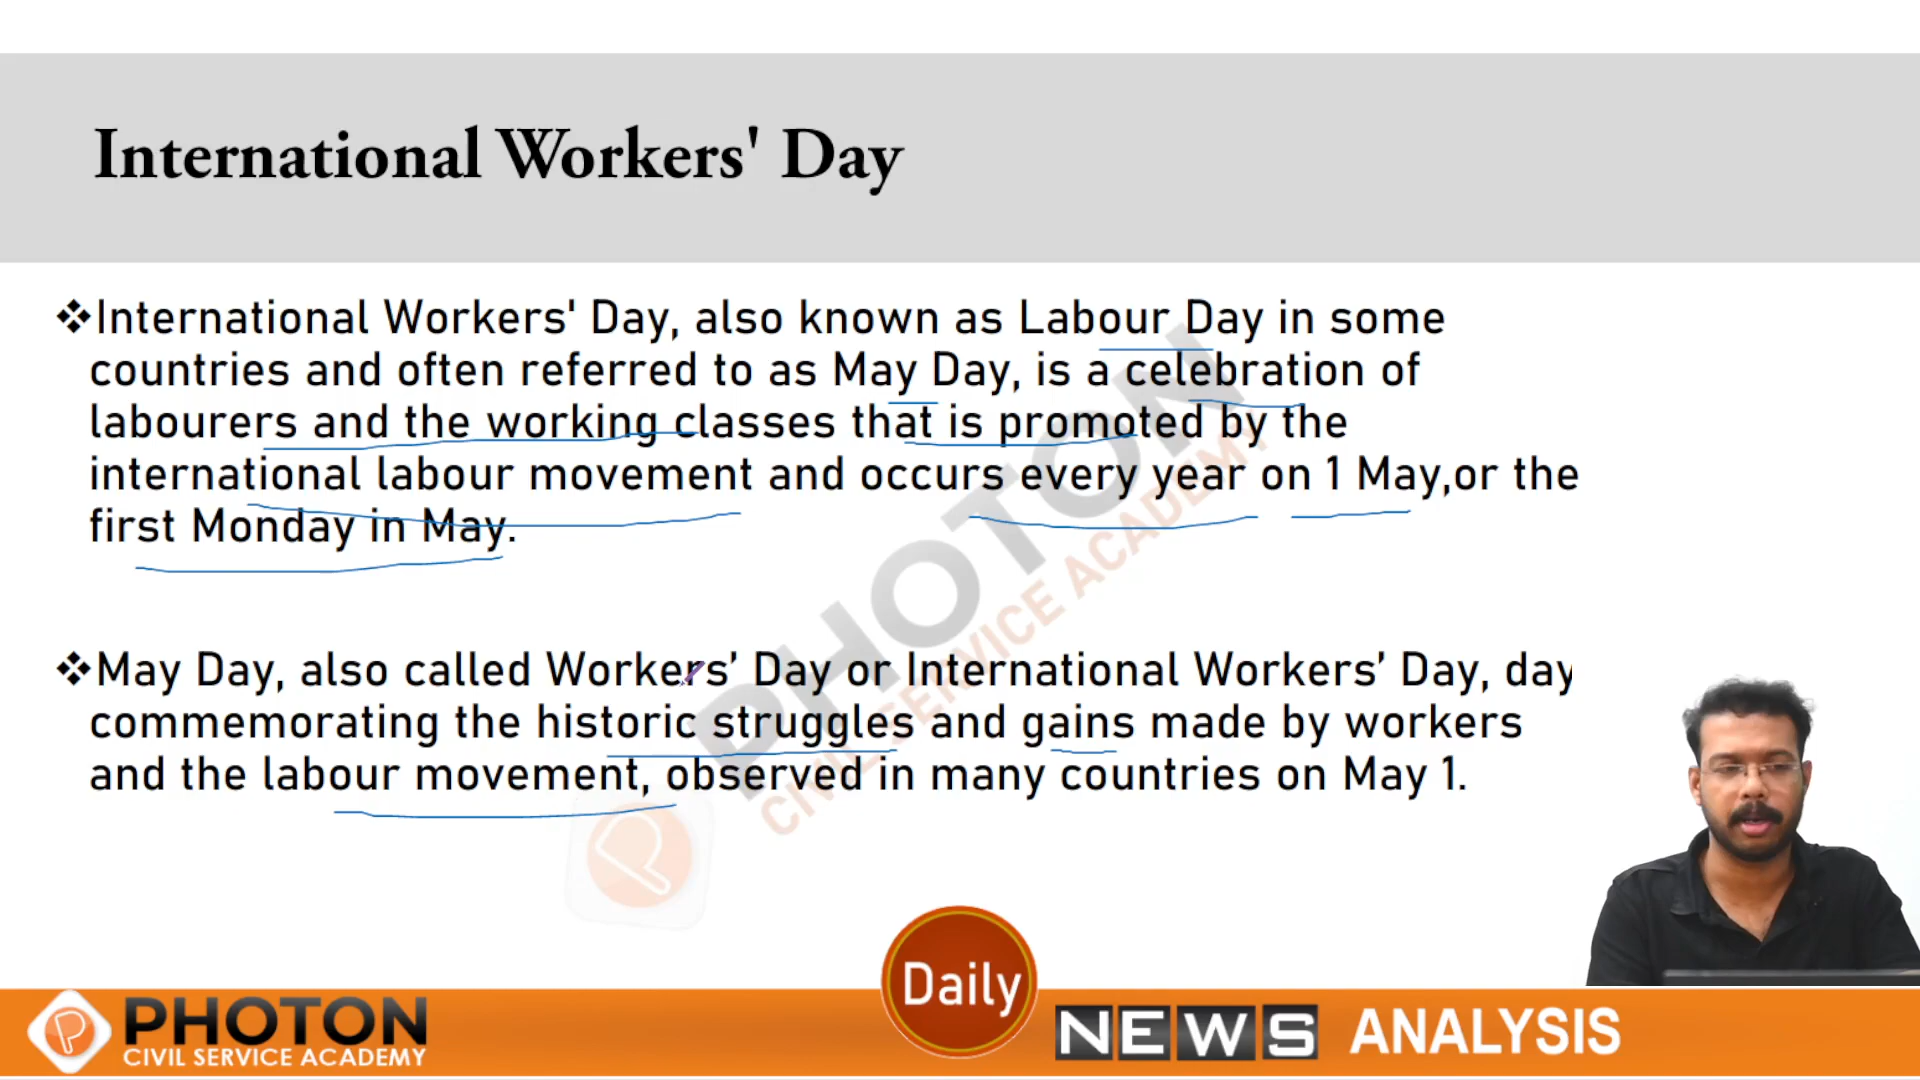 International Workers' Day
❖International Workers' Day, also known as Labour Day in some
countries and often referred to as May Day, is a celebration of
labourers and the working classes that is promoted by the
international labour movement and occurs every year on 1 May,or the
first Monday in May.
❖May Day, also called Workers’ Day or International Workers’ Day, day
commemorating the historic struggles and gains made by workers
and the labour movement, observed in many countries on May 1.
PHOTON
CIVIL SERVICE ACADEMY
PHOTON
CIVIL SERVICE ACADEMY
Daily
NEWS ANALYSIS